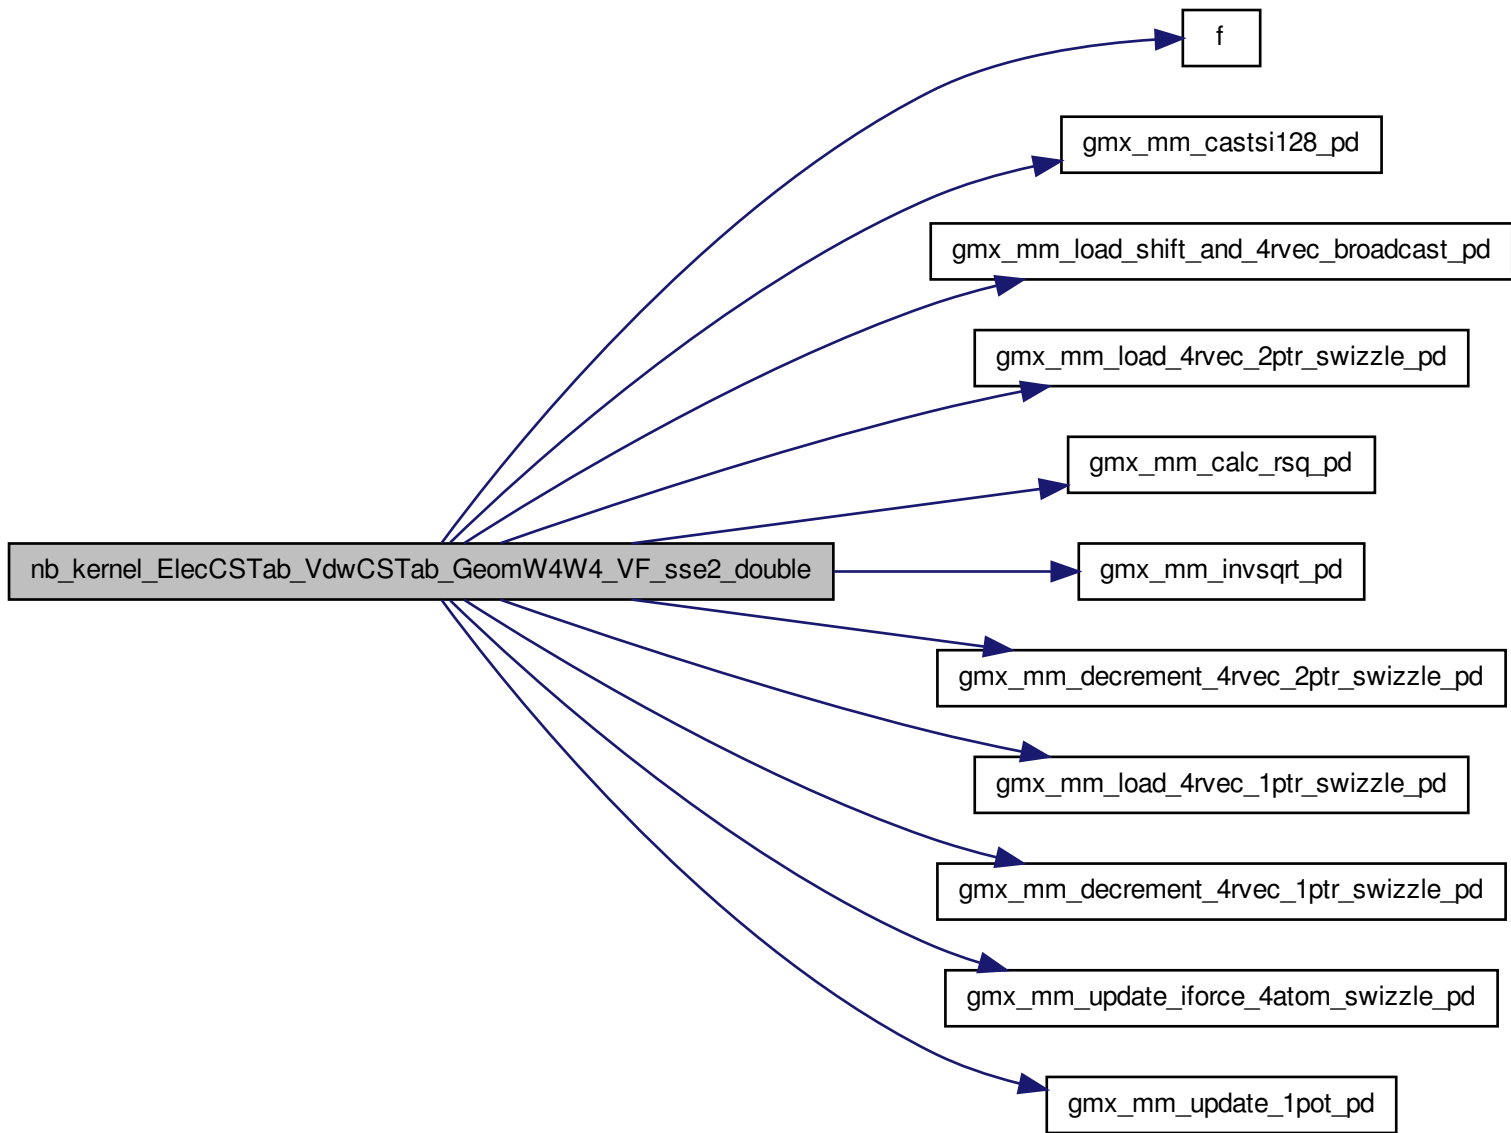 f
gmx_mm_castsi128_pd
gmx_mm_load_shift_and_4rvec_broadcast_pd
gmx_mm_load_4rvec_2ptr_swizzle_pd
gmx_mm_calc_rsq_pd
nb_kernel_ElecCSTab_VdwCSTab_GeomW4W4_VF_sse2_double
gmx_mm_invsqrt_pd
gmx_mm_decrement_4rvec_2ptr_swizzle_pd
gmx_mm_load_4rvec_1ptr_swizzle_pd
gmx_mm_decrement_4rvec_1ptr_swizzle_pd
gmx_mm_update_iforce_4atom_swizzle_pd
gmx_mm_update_1pot_pd